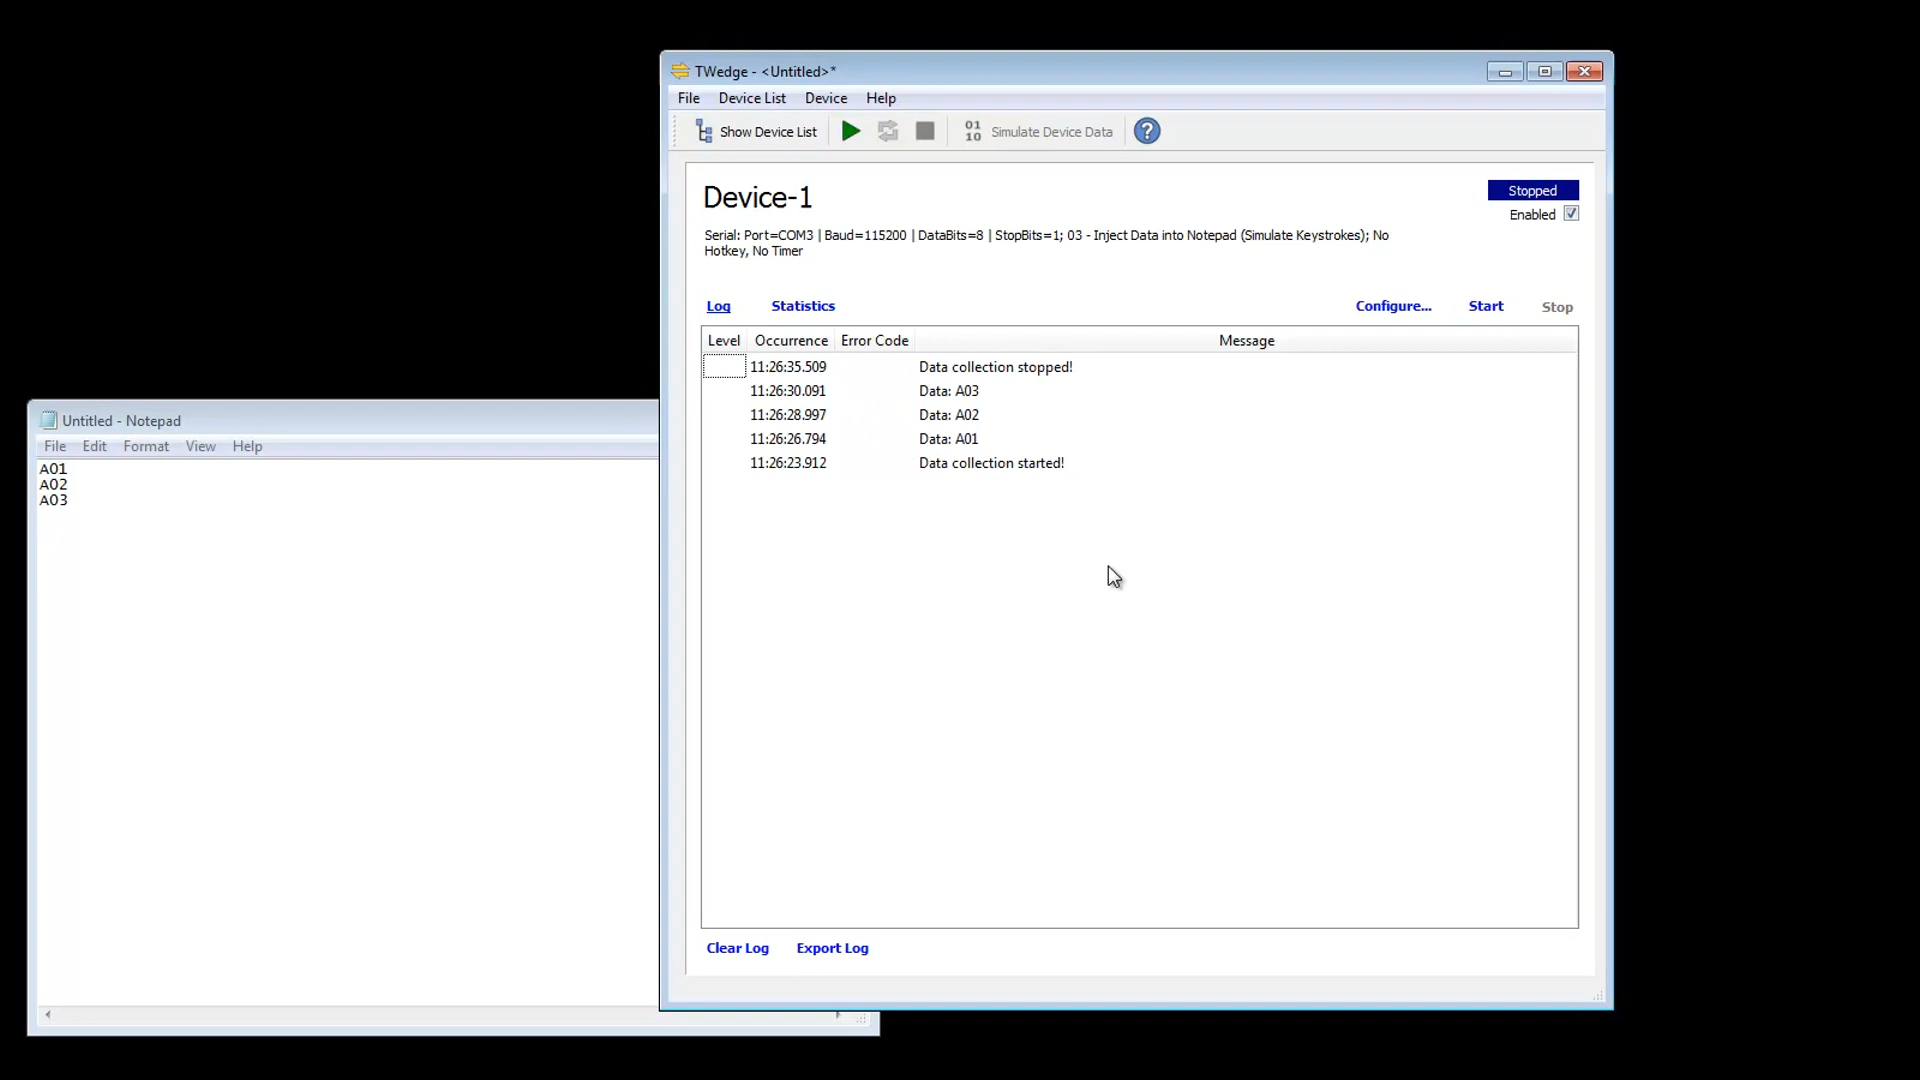 TWedge - <Untitled>*
File Device List Device Help
Show Device List 01 10 Simulate Device Data ?
Device-1
Stopped
Enabled
Serial: Port=COM3 | Baud=115200 | DataBits=8 | StopBits=1; 03 - Inject Data into Notepad (Simulate Keystrokes); No
Hotkey, No Timer
Log Statistics Configure... Start Stop
Level Occurrence Error Code Message
11:26:35.509 Data collection stopped!
11:26:30.091 Data: A03
11:26:28.997 Data: A02
11:26:26.794 Data: A01
11:26:23.912 Data collection started!
Clear Log Export Log
Untitled - Notepad
File Edit Format View Help
A01
A02
A03